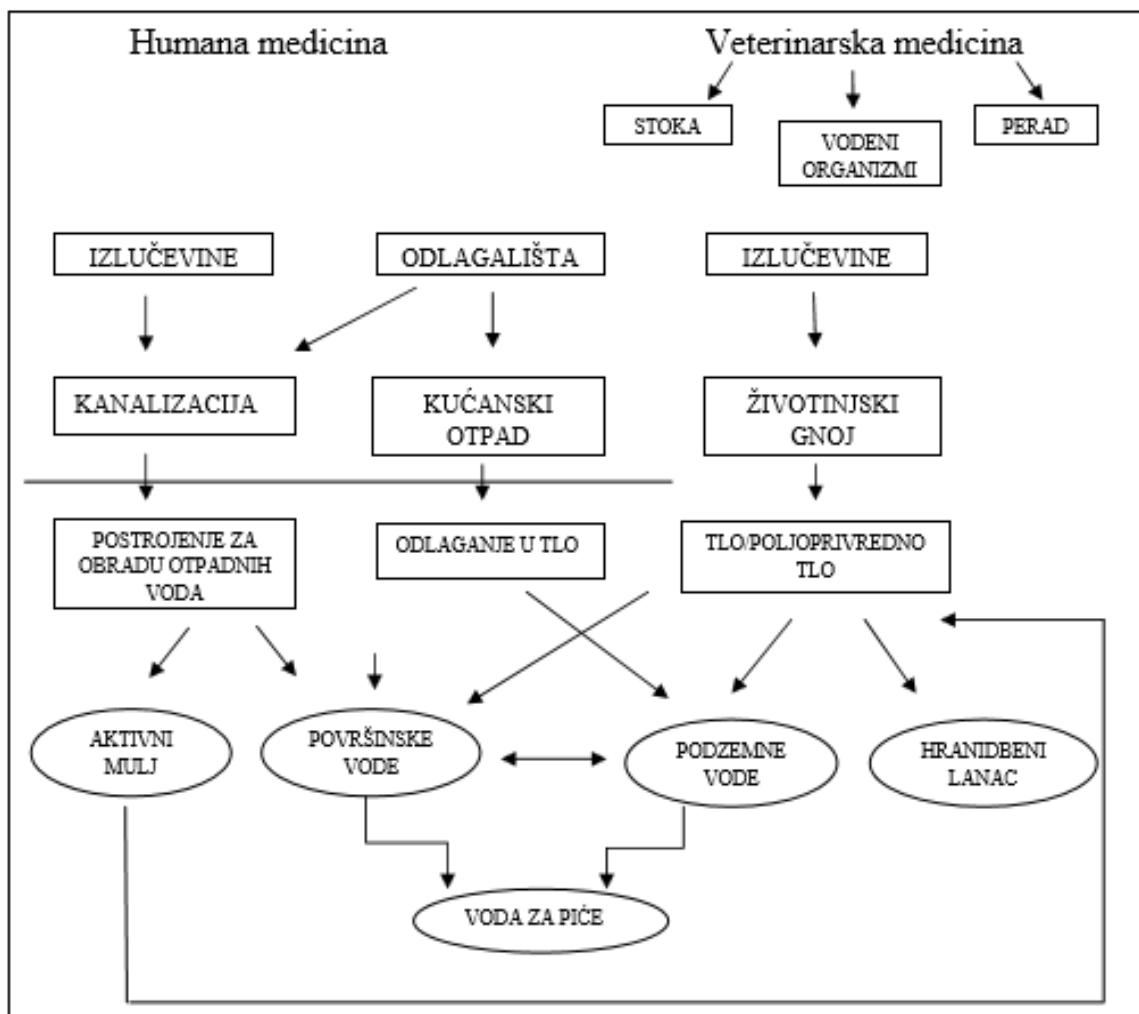 Humana medicina
Veterinarska medicina
STOKA
VODENI
ORGANIZMI
PERAD
IZLUČEVINE
ODLAGALIŠTA
IZLUČEVINE
KANALIZACIJA
KUĆANSKI
OTPAD
ŽIVOTINJSKI
GNOJ
POSTROJENJE ZA
OBRADU OTPADNIH
VODA
ODLAGANJE U TLO
TLO/POLJOPRIVREDNO
TLO
AKTIVNI
MULJ
POVRŠINSKE
VODE
PODZEMNE
VODE
HRANIDBENI
LANAC
VODA ZA PIĆE